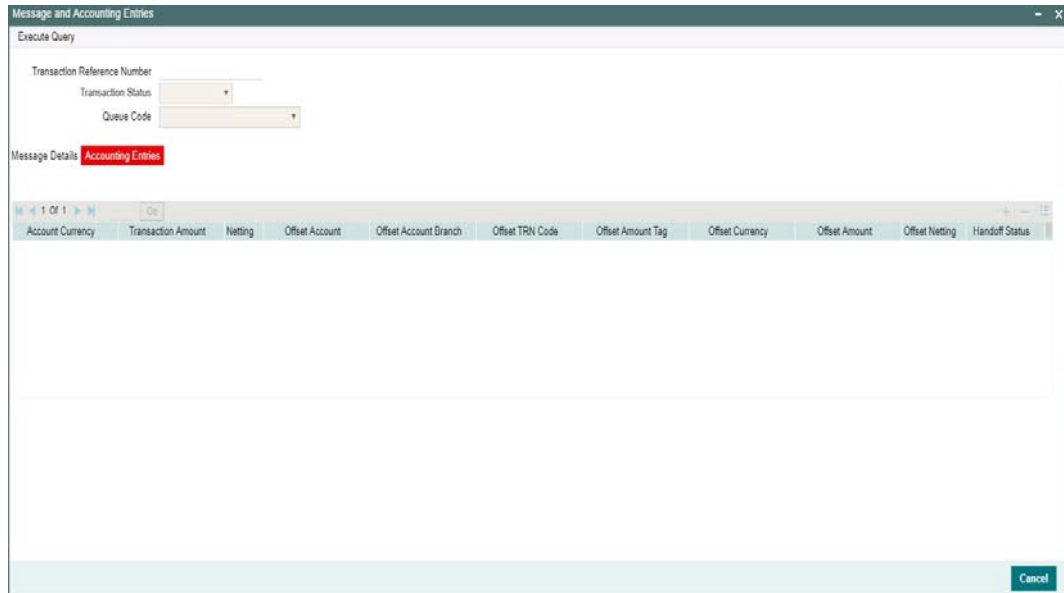 Message and Accounting Entries
Execute Query
Transaction Reference Number
Transaction Status
Queue Code
Message Details Accounting Entries
1 Of 1 Go
Account Currency Transaction Amount Netting Offset Account Offset Account Branch Offset TRN Code Offset Amount Tag Offset Currency Offset Amount Offset Netting Handoff Status
Cancel